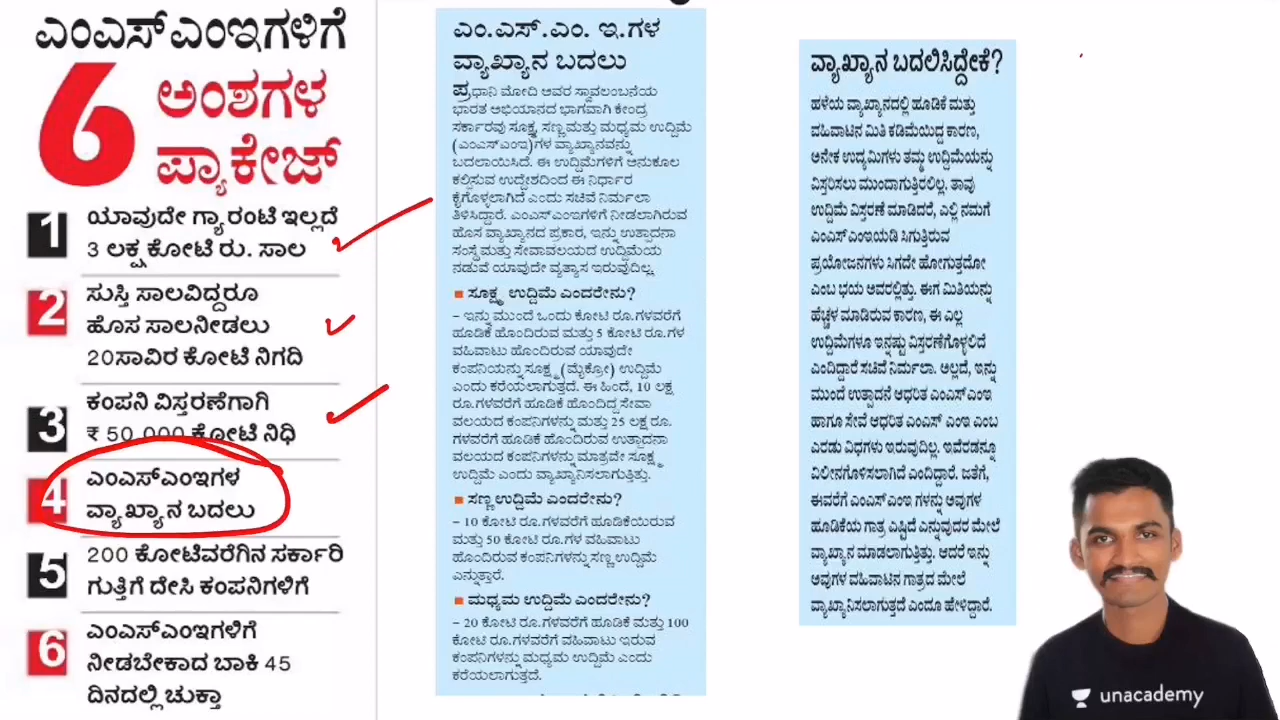 ಎಂಎಸ್ಎಂಇಗಳಿಗೆ
6
ಅಂಶಗಳ
ಪ್ಯಾಕೇಜ್
1
ಯಾವುದೇ ಗ್ಯಾರಂಟಿ ಇಲ್ಲದೆ
3 ಲಕ್ಷ ಕೋಟಿ ರು. ಸಾಲ
2
ಸುಸ್ತಿ ಸಾಲವಿದ್ದರೂ
ಹೊಸ ಸಾಲನೀಡಲು
20ಸಾವಿರ ಕೋಟಿ ನಿಗದಿ
3
ಕಂಪನಿ ವಿಸ್ತರಣೆಗಾಗಿ
₹ 50,000 ಕೋಟಿ ನಿಧಿ
4
ಎಂಎಸ್ಎಂಇಗಳ
ವ್ಯಾಖ್ಯಾನ ಬದಲು
5
200 ಕೋಟಿವರೆಗಿನ ಸರ್ಕಾರಿ
ಗುತ್ತಿಗೆ ದೇಸಿ ಕಂಪನಿಗಳಿಗೆ
6
ಎಂಎಸ್ಎಂಇಗಳಿಗೆ
ನೀಡಬೇಕಾದ ಬಾಕಿ 45
ದಿನದಲ್ಲಿ ಚುಕ್ತಾ
ಎಂ.ಎಸ್.ಎಂ. ಇ.ಗಳ
ವ್ಯಾಖ್ಯಾನ ಬದಲು
ಪ್ರಧಾನಿ ಮೋದಿ ಅವರ ಸ್ವಾವಲಂಬನೆಯ
ಭಾರತ ಅಭಿಯಾನದ ಭಾಗವಾಗಿ ಕೇಂದ್ರ
ಸರ್ಕಾರವು ಸೂಕ್ಷ್ಮ, ಸಣ್ಣ ಮತ್ತು ಮಧ್ಯಮ ಉದ್ದಿಮೆ
(ಎಂಎಸ್ಎಂಇ)ಗಳ ವ್ಯಾಖ್ಯಾನವನ್ನು
ಬದಲಾಯಿಸಿದೆ. ಈ ಉದ್ದಿಮೆಗಳಿಗೆ ಅನುಕೂಲ
ಕಲ್ಪಿಸುವ ಉದ್ದೇಶದಿಂದ ಈ ನಿರ್ಧಾರ
ಕೈಗೊಳ್ಳಲಾಗಿದೆ ಎಂದು ಸಚಿವೆ ನಿರ್ಮಲಾ
ತಿಳಿಸಿದ್ದಾರೆ. ಎಂಎಸ್ಎಂಇಗಳಿಗೆ ನೀಡಲಾಗಿರುವ
ಹೊಸ ವ್ಯಾಖ್ಯಾನದ ಪ್ರಕಾರ, ಇನ್ನು ಉತ್ಪಾದನಾ
ಸಂಸ್ಥೆ ಮತ್ತು ಸೇವಾವಲಯದ ಉದ್ದಿಮೆಯ
ನಡುವೆ ಯಾವುದೇ ವ್ಯತ್ಯಾಸ ಇರುವುದಿಲ್ಲ.
■ ಸೂಕ್ಷ್ಮ ಉದ್ದಿಮೆ ಎಂದರೇನು?
– ಇನ್ನು ಮುಂದೆ ಒಂದು ಕೋಟಿ ರೂ.ಗಳವರೆಗೆ
ಹೂಡಿಕೆ ಹೊಂದಿರುವ ಮತ್ತು 5 ಕೋಟಿ ರೂ.ಗಳ
ವಹಿವಾಟು ಹೊಂದಿರುವ ಯಾವುದೇ
ಕಂಪನಿಯನ್ನು ಸೂಕ್ಷ್ಮ (ಮೈಕ್ರೋ) ಉದ್ದಿಮೆ
ಎಂದು ಕರೆಯಲಾಗುತ್ತದೆ. ಈ ಹಿಂದೆ, 10 ಲಕ್ಷ
ರೂ.ಗಳವರೆಗೆ ಹೂಡಿಕೆ ಹೊಂದಿದ್ದ ಸೇವಾ
ವಲಯದ ಕಂಪನಿಗಳನ್ನು ಮತ್ತು 25 ಲಕ್ಷ ರೂ.
ಗಳವರೆಗೆ ಹೂಡಿಕೆ ಹೊಂದಿರುವ ಉತ್ಪಾದನಾ
ವಲಯದ ಕಂಪನಿಗಳನ್ನು ಮಾತ್ರವೇ ಸೂಕ್ಷ್ಮ
ಉದ್ದಿಮೆ ಎಂದು ವ್ಯಾಖ್ಯಾನಿಸಲಾಗುತ್ತಿತ್ತು.
■ ಸಣ್ಣ ಉದ್ದಿಮೆ ಎಂದರೇನು?
– 10 ಕೋಟಿ ರೂ.ಗಳವರೆಗೆ ಹೂಡಿಕೆಯಿರುವ
ಮತ್ತು 50 ಕೋಟಿ ರೂ.ಗಳ ವಹಿವಾಟು
ಹೊಂದಿರುವ ಕಂಪನಿಗಳನ್ನು ಸಣ್ಣ ಉದ್ದಿಮೆ
ಎನ್ನುತ್ತಾರೆ.
■ ಮಧ್ಯಮ ಉದ್ದಿಮೆ ಎಂದರೇನು?
– 20 ಕೋಟಿ ರೂ.ಗಳವರೆಗೆ ಹೂಡಿಕೆ ಮತ್ತು 100
ಕೋಟಿ ರೂ.ಗಳವರೆಗೆ ವಹಿವಾಟು ಇರುವ
ಕಂಪನಿಗಳನ್ನು ಮಧ್ಯಮ ಉದ್ದಿಮೆ ಎಂದು
ಕರೆಯಲಾಗುತ್ತದೆ.
ವ್ಯಾಖ್ಯಾನ ಬದಲಿಸಿದ್ದೇಕೆ?
ಹಳೆಯ ವ್ಯಾಖ್ಯಾನದಲ್ಲಿ ಹೂಡಿಕೆ ಮತ್ತು
ವಹಿವಾಟಿನ ಮಿತಿ ಕಡಿಮೆಯಿದ್ದ ಕಾರಣ,
ಅನೇಕ ಉದ್ಯಮಿಗಳು ತಮ್ಮ ಉದ್ದಿಮೆಯನ್ನು
ವಿಸ್ತರಿಸಲು ಮುಂದಾಗುತ್ತಿರಲಿಲ್ಲ. ತಾವು
ಉದ್ದಿಮೆ ವಿಸ್ತರಣೆ ಮಾಡಿದರೆ, ಎಲ್ಲಿ ನಮಗೆ
ಎಂಎಸ್ಎಂಇಯಡಿ ಸಿಗುತ್ತಿರುವ
ಪ್ರಯೋಜನಗಳು ಸಿಗದೇ ಹೋಗುತ್ತದೋ
ಎಂಬ ಭಯ ಅವರಲ್ಲಿತ್ತು. ಈಗ ಮಿತಿಯನ್ನು
ಹೆಚ್ಚಳ ಮಾಡಿರುವ ಕಾರಣ, ಈ ಎಲ್ಲ
ಉದ್ದಿಮೆಗಳೂ ಇನ್ನಷ್ಟು ವಿಸ್ತರಣೆಗೊಳ್ಳಲಿದೆ
ಎಂದಿದ್ದಾರೆ ಸಚಿವೆ ನಿರ್ಮಲಾ. ಅಲ್ಲದೆ, ಇನ್ನು
ಮುಂದೆ ಉತ್ಪಾದನೆ ಆಧರಿತ ಎಂಎಸ್ಎಂಇ
ಹಾಗೂ ಸೇವೆ ಆಧರಿತ ಎಂಎಸ್ ಎಂಇ ಎಂಬ
ಎರಡು ವಿಧಗಳು ಇರುವುದಿಲ್ಲ. ಇವೆರಡನ್ನೂ
ವಿಲೀನಗೊಳಿಸಲಾಗಿದೆ ಎಂದಿದ್ದಾರೆ. ಜತೆಗೆ,
ಈವರೆಗೆ ಎಂಎಸ್ಎಂಇ ಗಳನ್ನು ಅವುಗಳ
ಹೂಡಿಕೆಯ ಗಾತ್ರ ಎಷ್ಟಿದೆ ಎನ್ನುವುದರ ಮೇಲೆ
ವ್ಯಾಖ್ಯಾನ ಮಾಡಲಾಗುತ್ತಿತ್ತು. ಆದರೆ ಇನ್ನು
ಅವುಗಳ ವಹಿವಾಟಿನ ಗಾತ್ರದ ಮೇಲೆ
ವ್ಯಾಖ್ಯಾನಿಸಲಾಗುತ್ತದೆ ಎಂದೂ ಹೇಳಿದ್ದಾರೆ.
unacademy